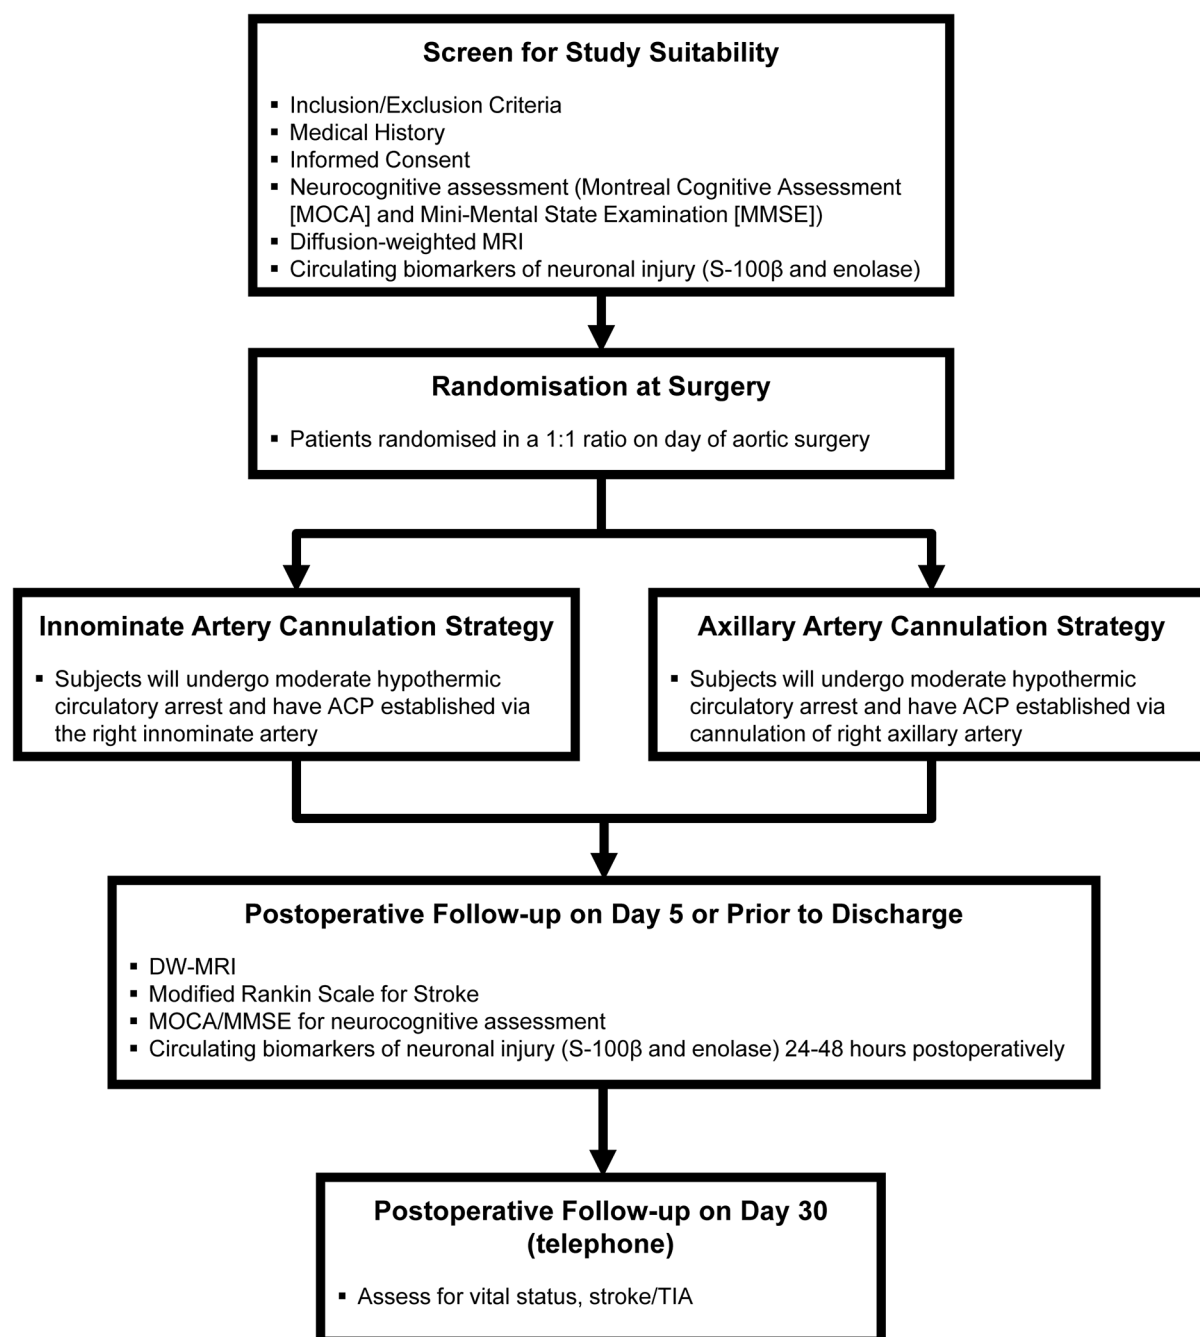 Screen for Study Suitability
▪ Inclusion/Exclusion Criteria
▪ Medical History
▪ Informed Consent
▪ Neurocognitive assessment (Montreal Cognitive Assessment
[MOCA] and Mini-Mental State Examination [MMSE])
▪ Diffusion-weighted MRI
▪ Circulating biomarkers of neuronal injury (S-100β and enolase)
Randomisation at Surgery
▪ Patients randomised in a 1:1 ratio on day of aortic surgery
Innominate Artery Cannulation Strategy
▪ Subjects will undergo moderate hypothermic
circulatory arrest and have ACP established via
the right innominate artery
Axillary Artery Cannulation Strategy
▪ Subjects will undergo moderate hypothermic
circulatory arrest and have ACP established via
cannulation of right axillary artery
Postoperative Follow-up on Day 5 or Prior to Discharge
▪ DW-MRI
▪ Modified Rankin Scale for Stroke
▪ MOCA/MMSE for neurocognitive assessment
▪ Circulating biomarkers of neuronal injury (S-100β and enolase) 24-48 hours postoperatively
Postoperative Follow-up on Day 30
(telephone)
▪ Assess for vital status, stroke/TIA